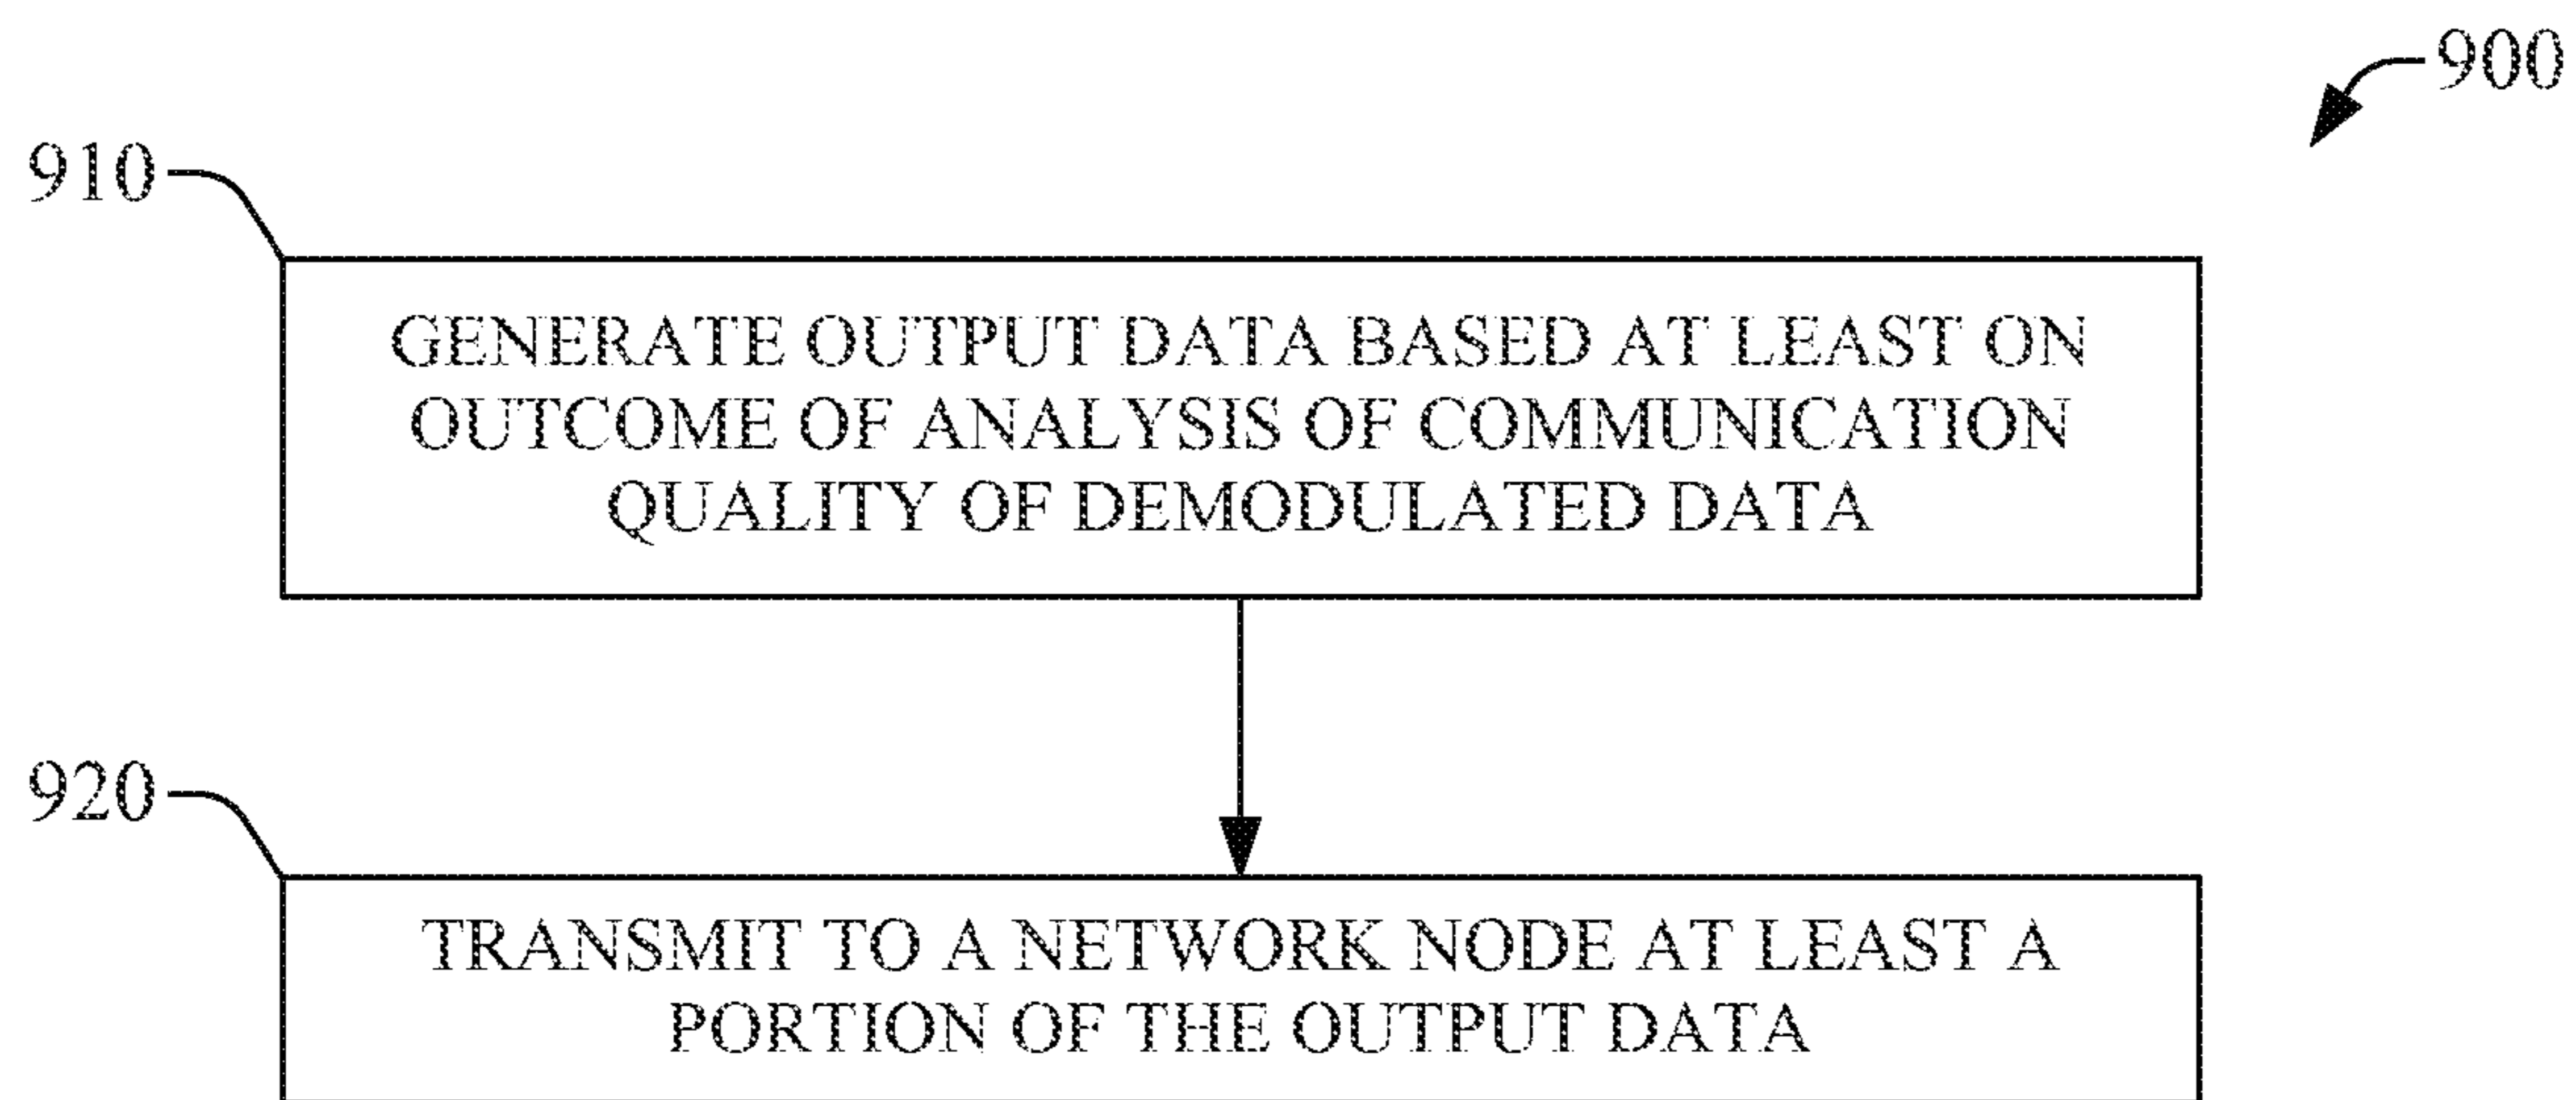 900
910
GENERATE OUTPUT DATA BASED AT LEAST ON
OUTCOME OF ANALYSIS OF COMMUNICATION
QUALITY OF DEMODULATED DATA
920
TRANSMIT TO A NETWORK NODE AT LEAST A
PORTION OF THE OUTPUT DATA